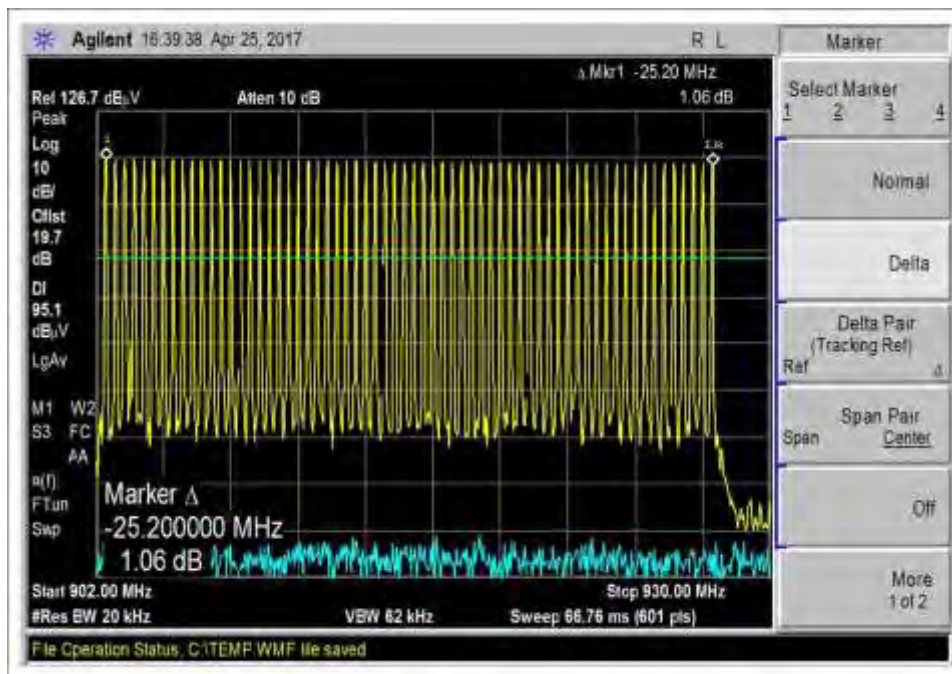 Agilent 16:39:38 Apr 25, 2017 R L
Marker
Δ Mkr1 -25.20 MHz
Ref 126.7 dBµV Atten 10 dB 1.06 dB
Select Marker
1 2 3 4
Peak
Log
10
dB/
Offst
19.7
dB
DI
95.1
dBµV
LgAv
1
1R
Normal
Delta
Delta Pair
(Tracking Ref)
Ref Δ
M1 W2
S3 FC
AA
Span Pair
Span Center
¤(f):
FTun
Swp
Marker Δ
-25.200000 MHz
1.06 dB
Off
Start 902.00 MHz Stop 930.00 MHz
#Res BW 20 kHz VBW 62 kHz Sweep 66.76 ms (601 pts)
More
1 of 2
File Operation Status, C:\TEMP.WMF file saved